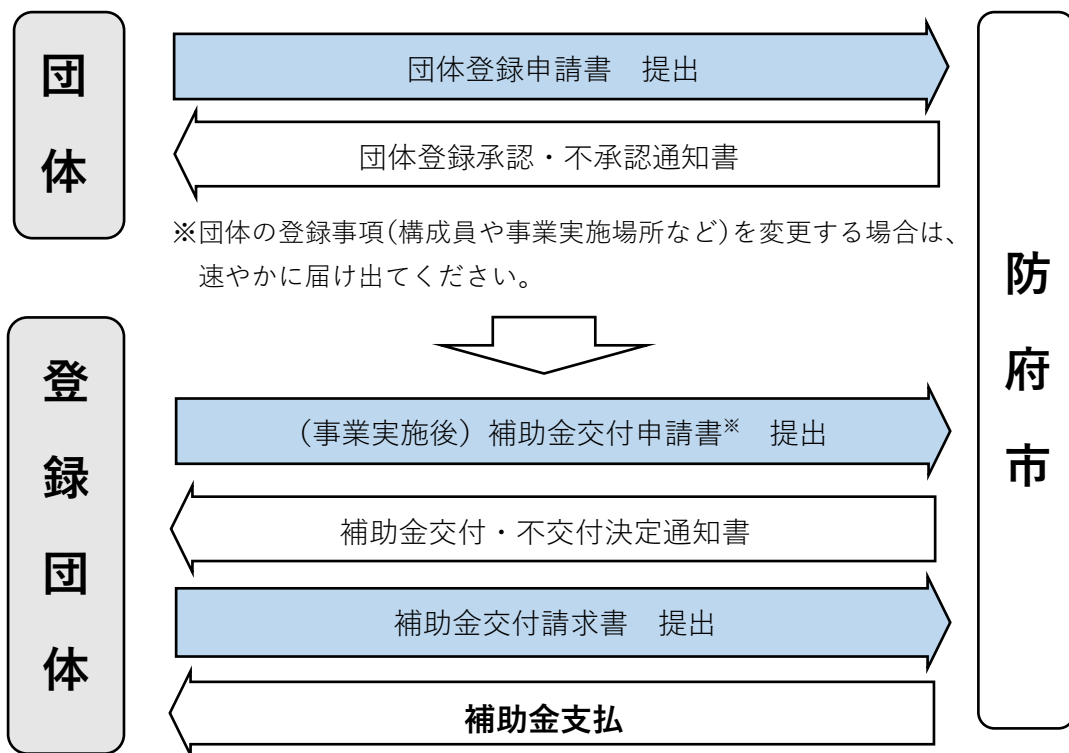 団体
団体登録申請書　提出
団体登録承認・不承認通知書
※団体の登録事項(構成員や事業実施場所など)を変更する場合は、
速やかに届け出てください。
防府市
登録団体
（事業実施後）補助金交付申請書※　提出
補助金交付・不交付決定通知書
補助金交付請求書　提出
補助金支払